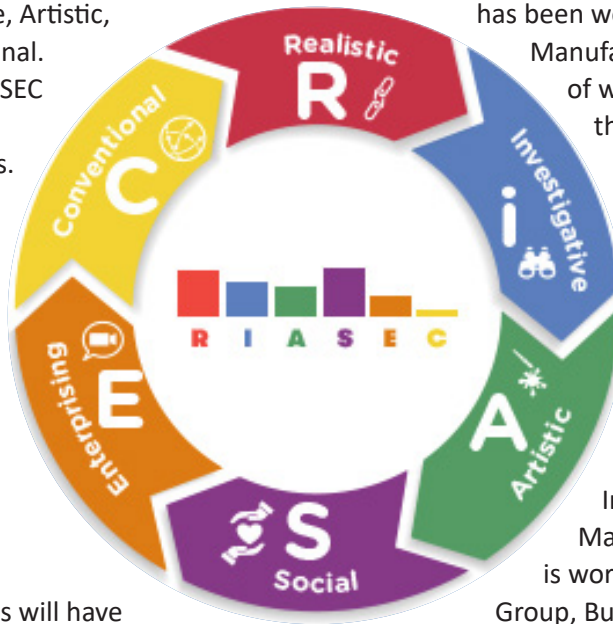 e, Artistic,
nal.
SEC
s.
s will have
has been we
Manufa
of w
th
In
Ma
is wor
Group, Bu
Realistic
R
Investigative
i
A
Artistic
S
Social
E
Enterprising
C
Conventional
R I A S E C